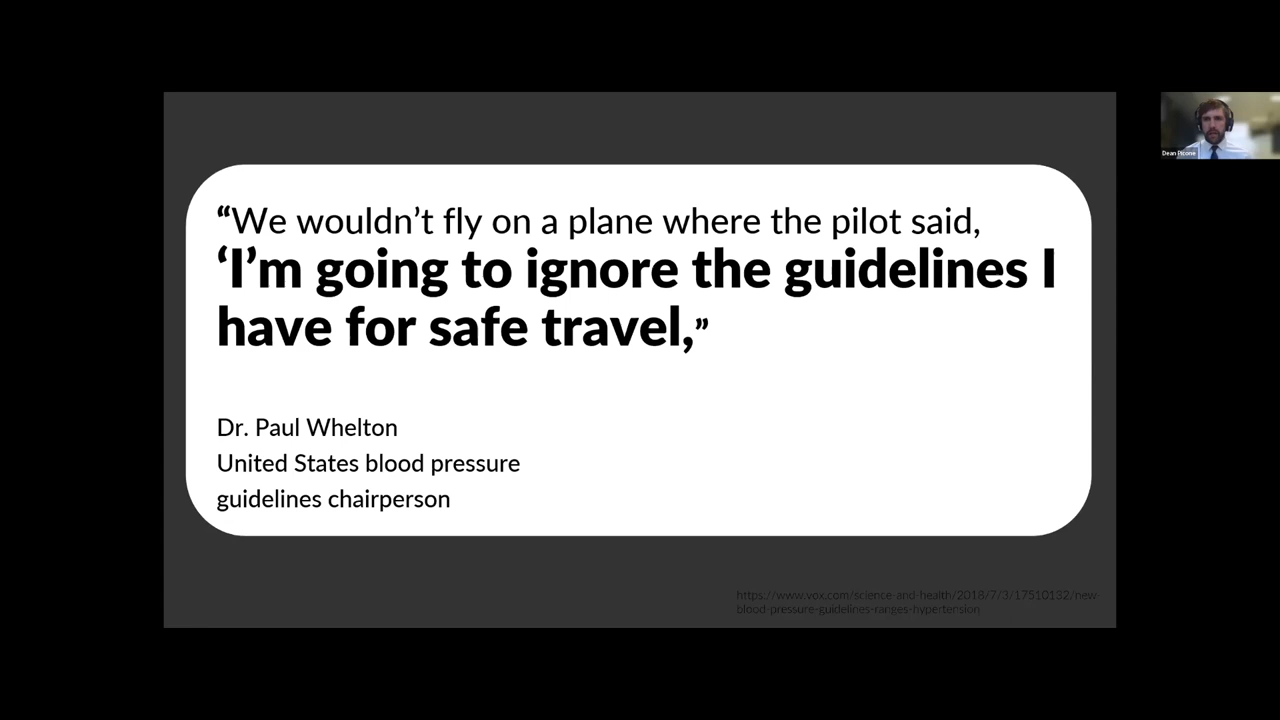 “We wouldn’t fly on a plane where the pilot said,
‘I’m going to ignore the guidelines I
have for safe travel,”
Dr. Paul Whelton
United States blood pressure
guidelines chairperson
https://www.vox.com/science-and-health/2018/7/3/17510132/new
blood-pressure-guidelines-ranges-hypertension
Dean Picone